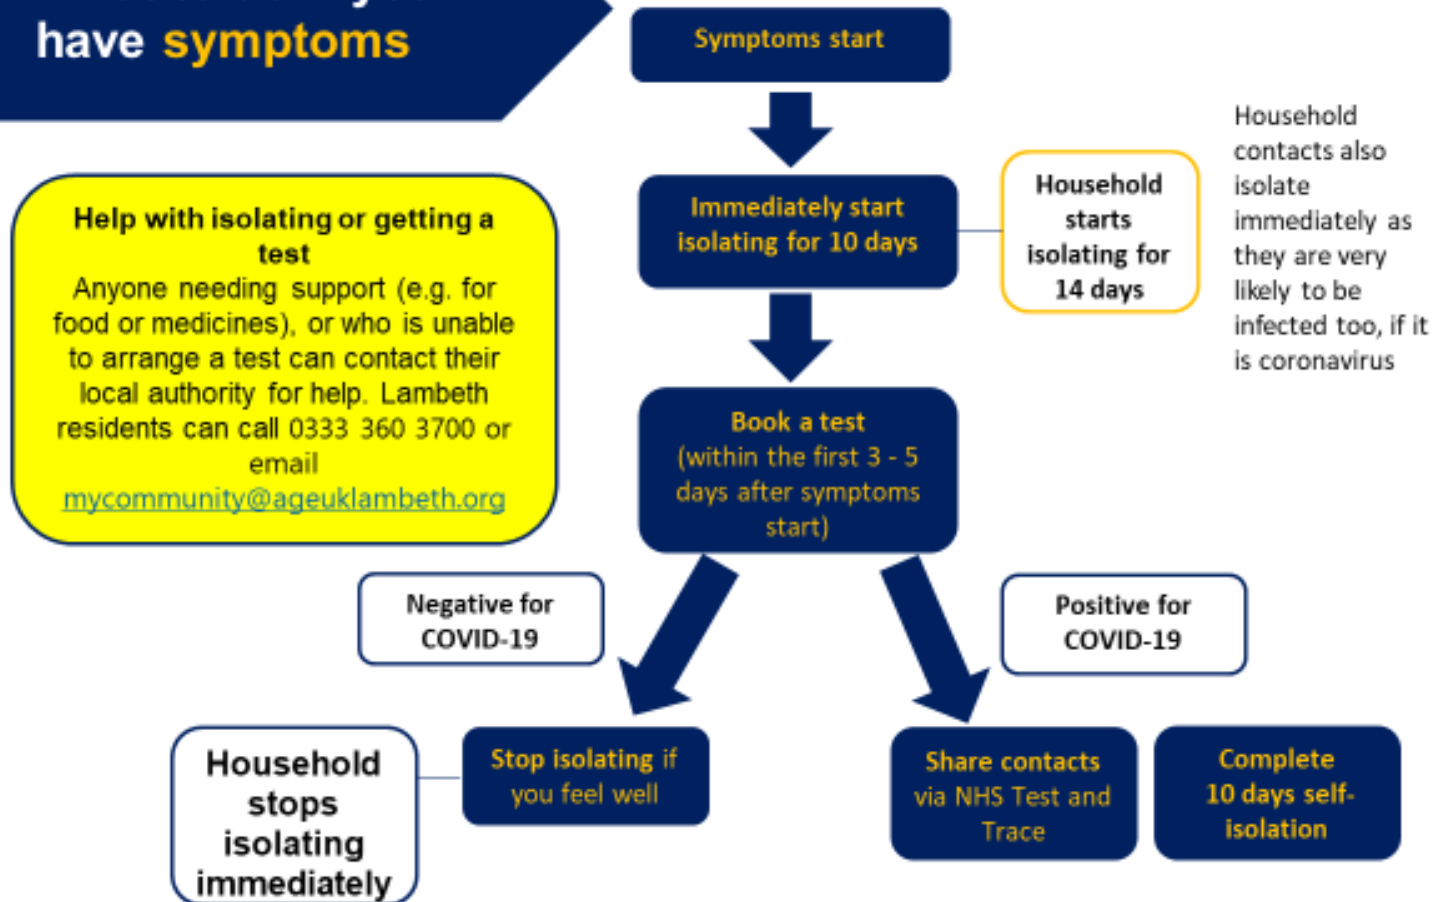 have symptoms
Symptoms start
Household
contacts also
isolate
immediately as
they are very
likely to be
infected too, if it
is coronavirus
Immediately start
isolating for 10 days
Household
starts
isolating for
14 days
Help with isolating or getting a
test
Anyone needing support (e.g. for
food or medicines), or who is unable
to arrange a test can contact their
local authority for help. Lambeth
residents can call 0333 360 3700 or
email
mycommunity@ageuklambeth.org
Book a test
(within the first 3 - 5
days after symptoms
start)
Negative for
COVID-19
Positive for
COVID-19
Household
stops
isolating
immediately
Stop isolating if
you feel well
Share contacts
via NHS Test and
Trace
Complete
10 days self-
isolation